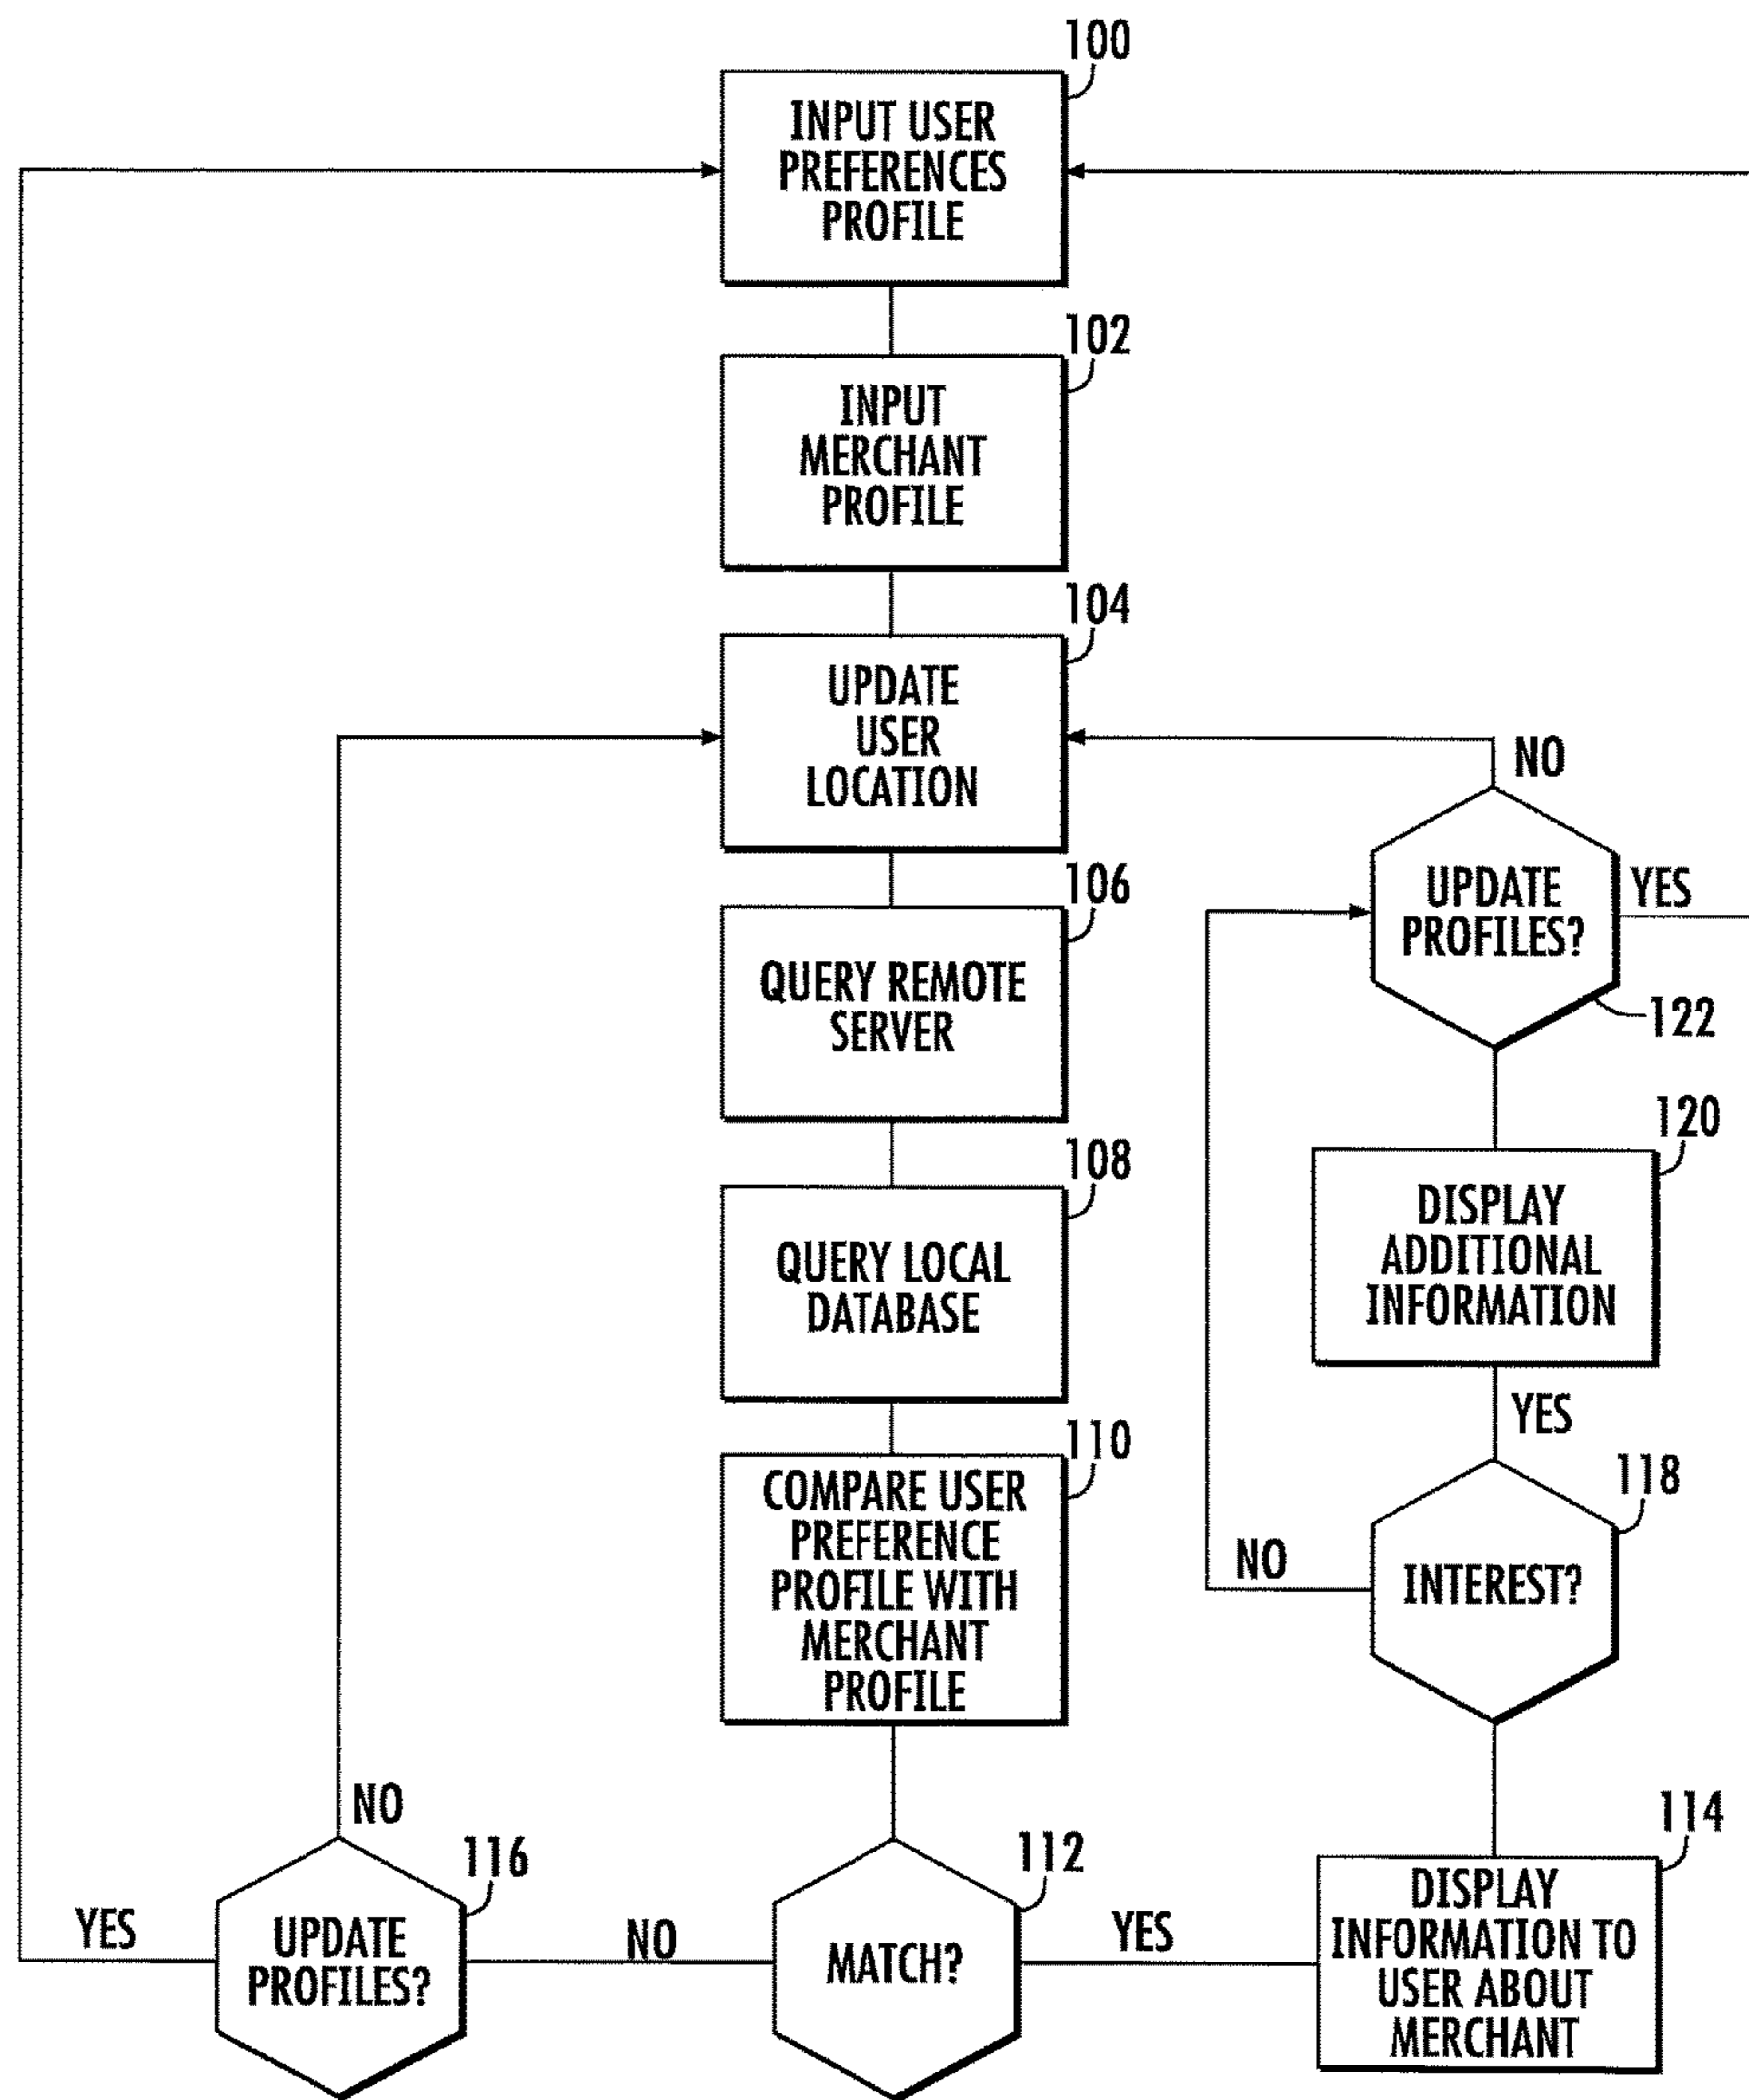 100
INPUT USER
PREFERENCES
PROFILE
102
INPUT
MERCHANT
PROFILE
104
UPDATE
USER
LOCATION
NO
106
UPDATE
PROFILES?
YES
122
QUERY REMOTE
SERVER
108
QUERY LOCAL
DATABASE
120
DISPLAY
ADDITIONAL
INFORMATION
YES
110
COMPARE USER
PREFERENCE
PROFILE WITH
MERCHANT
PROFILE
118
INTEREST?
NO
NO
116
UPDATE
PROFILES?
YES
NO
112
MATCH?
YES
114
DISPLAY
INFORMATION TO
USER ABOUT
MERCHANT